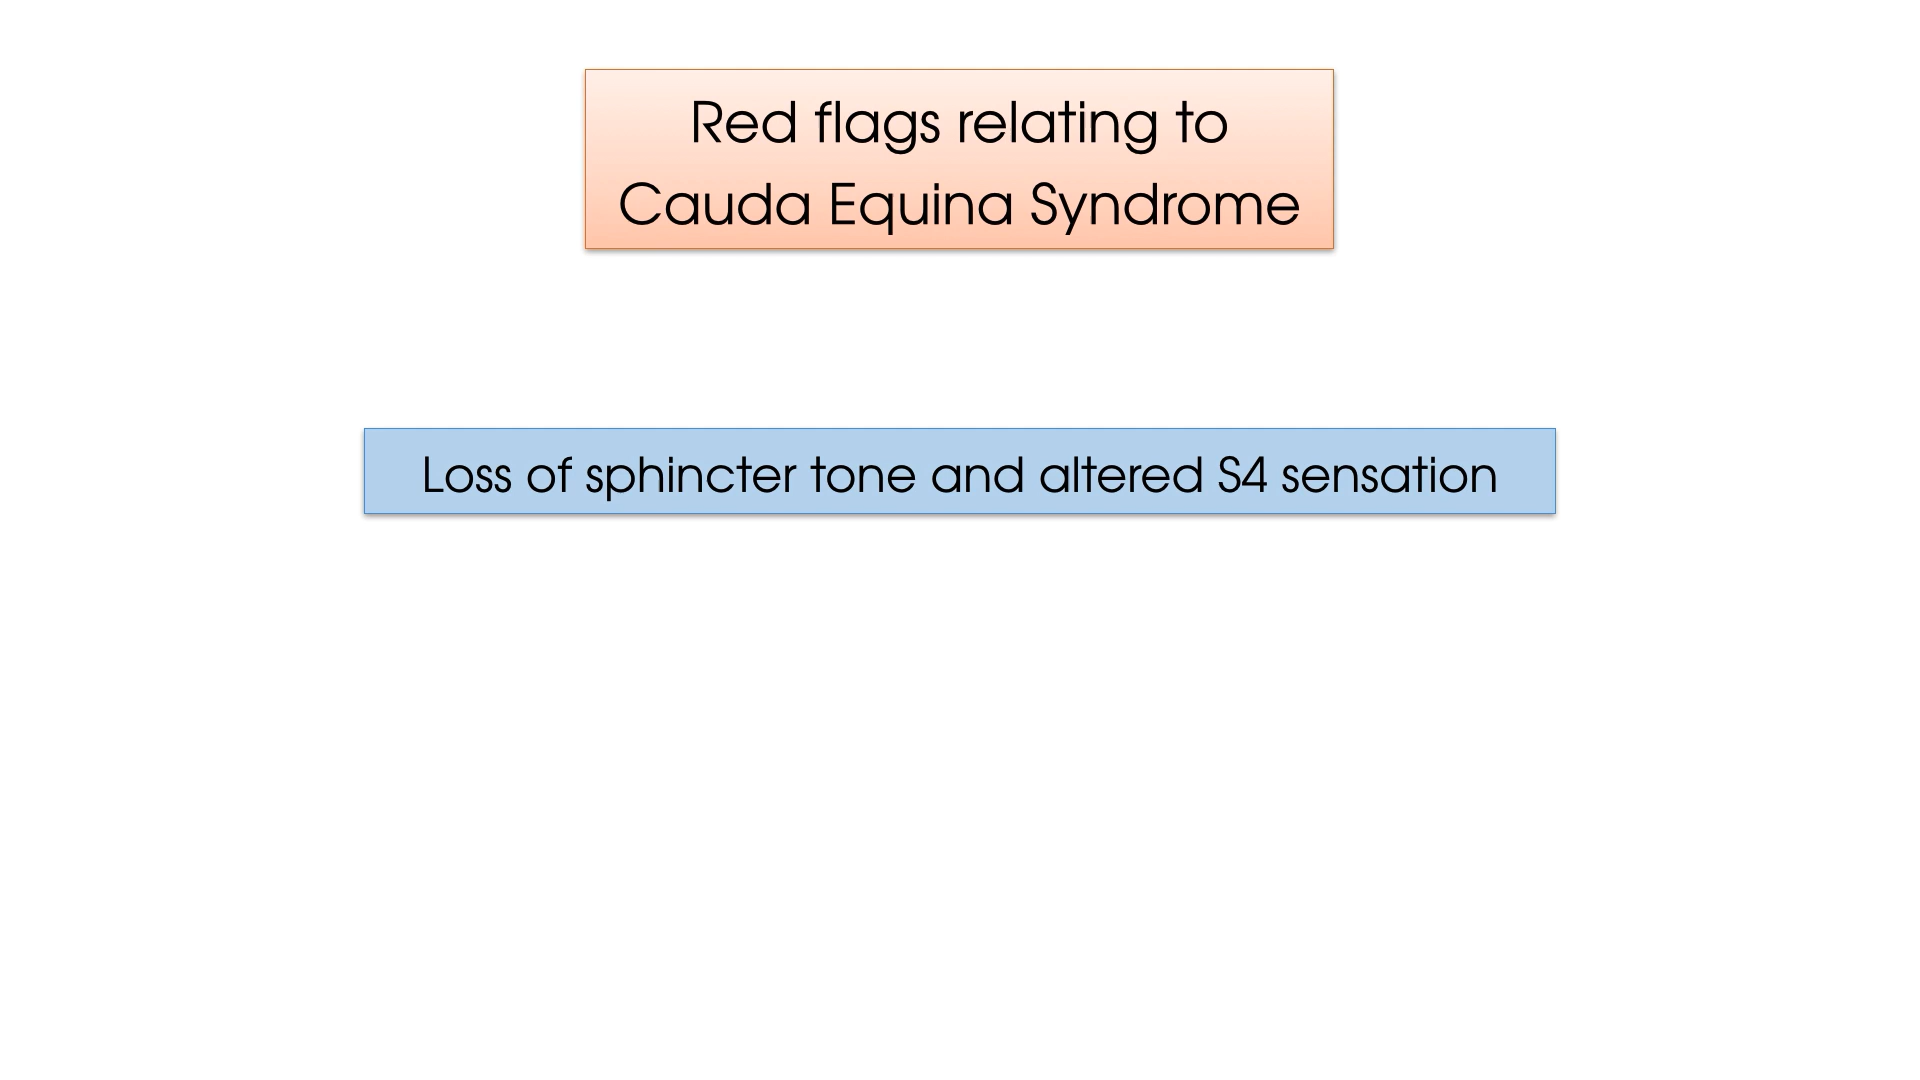 Red flags relating to
Cauda Equina Syndrome
Loss of sphincter tone and altered S4 sensation